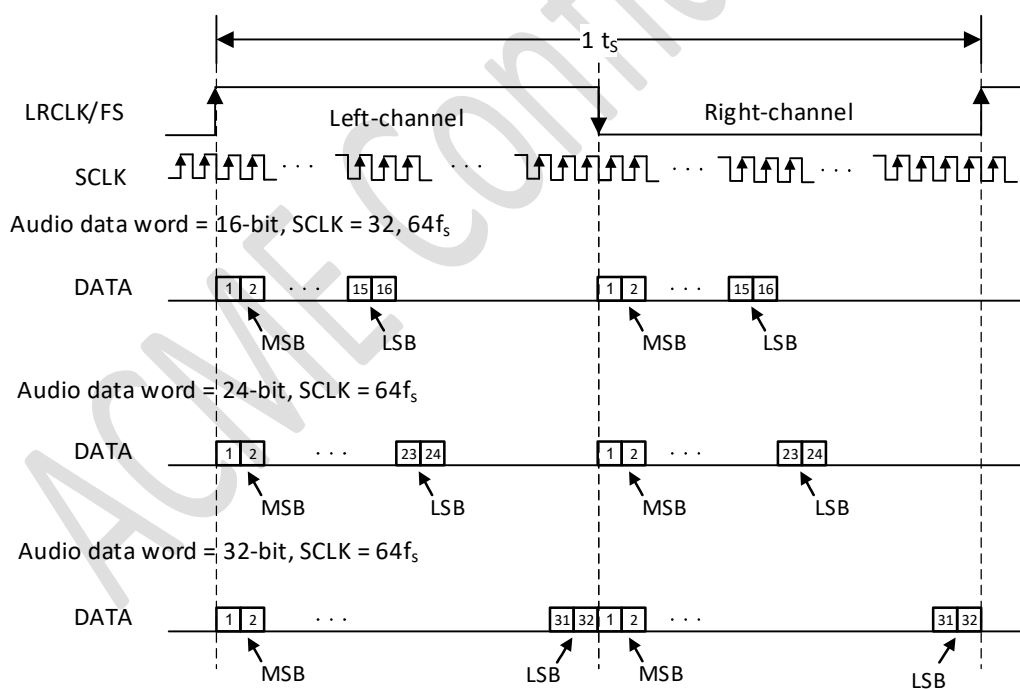 1 tS
LRCLK/FS
Left-channel
Right-channel
SCLK
Audio data word = 16-bit, SCLK = 32, 64fs
DATA 1 2 · · · 15 16 1 2 · · · 15 16
MSB LSB MSB LSB
Audio data word = 24-bit, SCLK = 64fs
DATA 1 2 · · · 23 24 1 2 · · · 23 24
MSB LSB MSB LSB
Audio data word = 32-bit, SCLK = 64fs
DATA 1 2 · · · 31 32 1 2 · · · 31 32
MSB LSB MSB LSB
ACME Conf